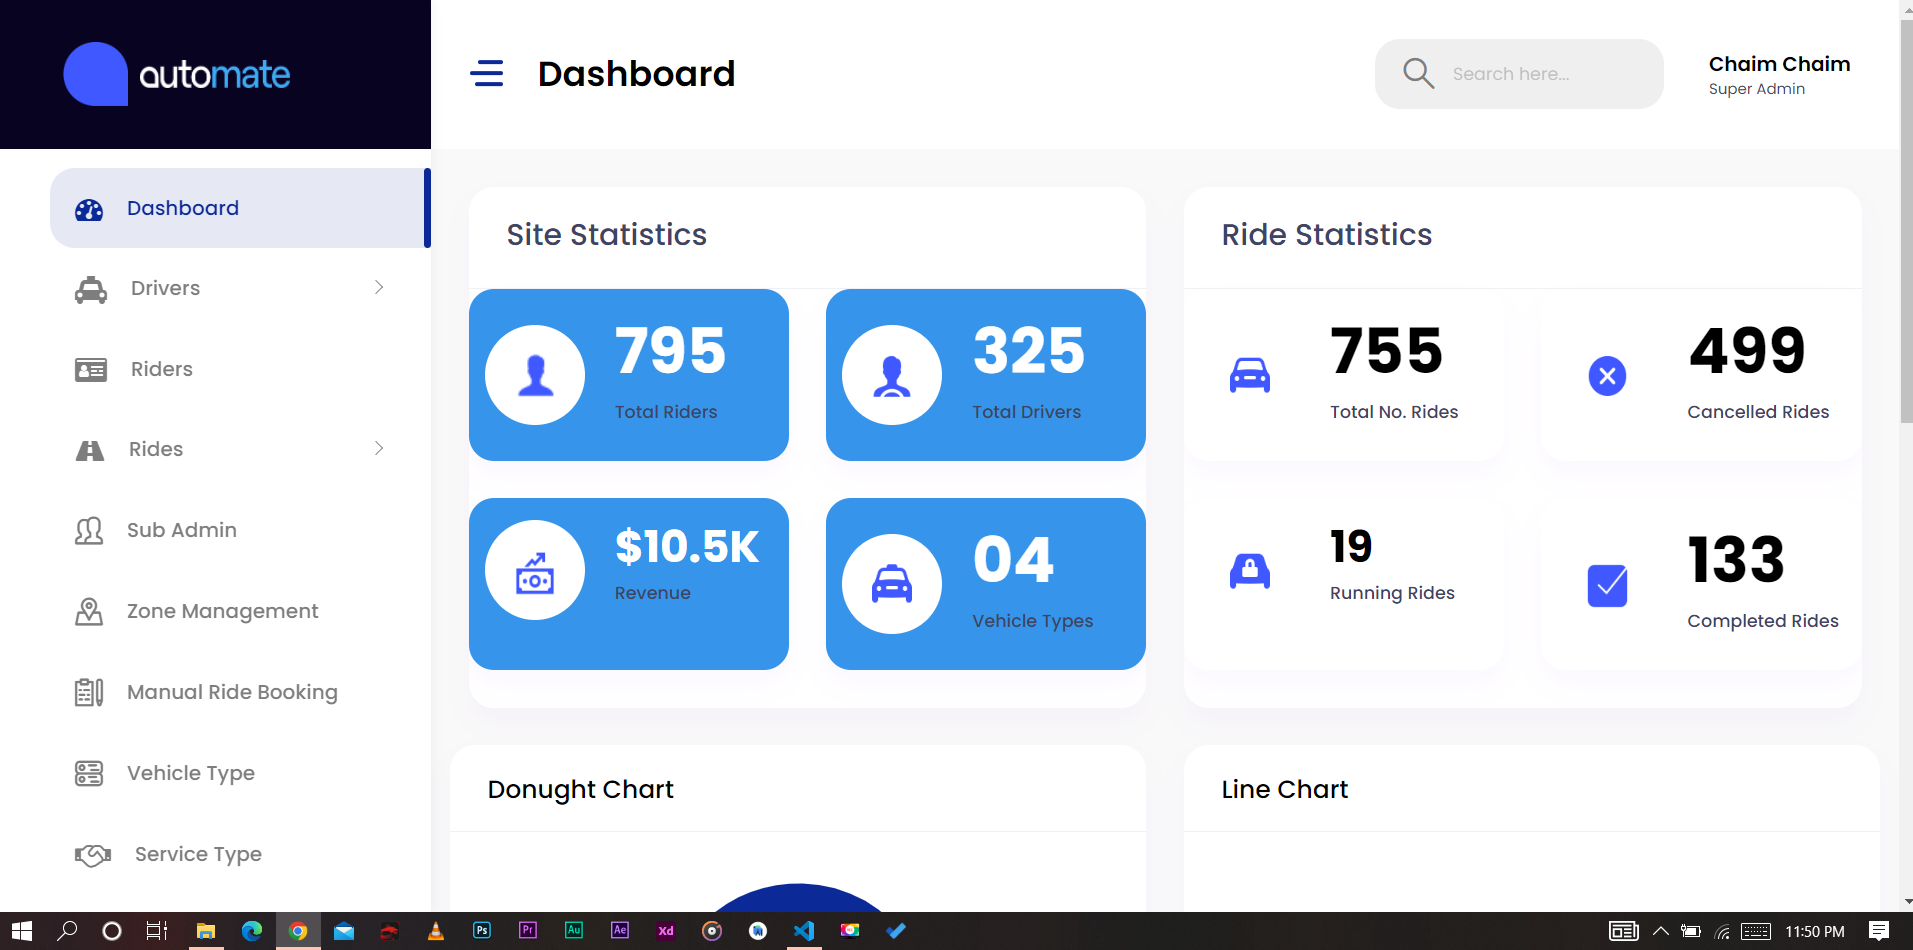 automate
Dashboard
Search here...
Chaim Chaim
Super Admin
Dashboard
Drivers
Riders
Rides
Sub Admin
Zone Management
Manual Ride Booking
Vehicle Type
Service Type
Site Statistics
795
Total Riders
325
Total Drivers
$10.5K
Revenue
04
Vehicle Types
Ride Statistics
755
Total No. Rides
499
Cancelled Rides
19
Running Rides
133
Completed Rides
Donught Chart
Line Chart
Ps
Pr
Au
Ae
Xd
11:50 PM